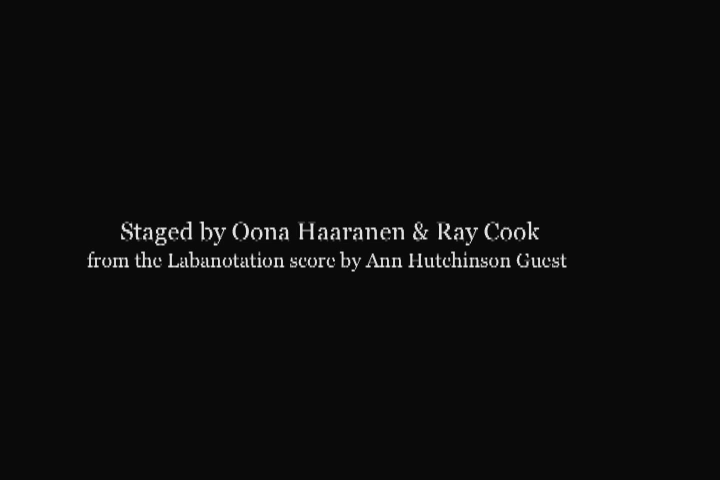 Staged by Oona Haaranen & Ray Cook
from the Labanotation score by Ann Hutchinson Guest